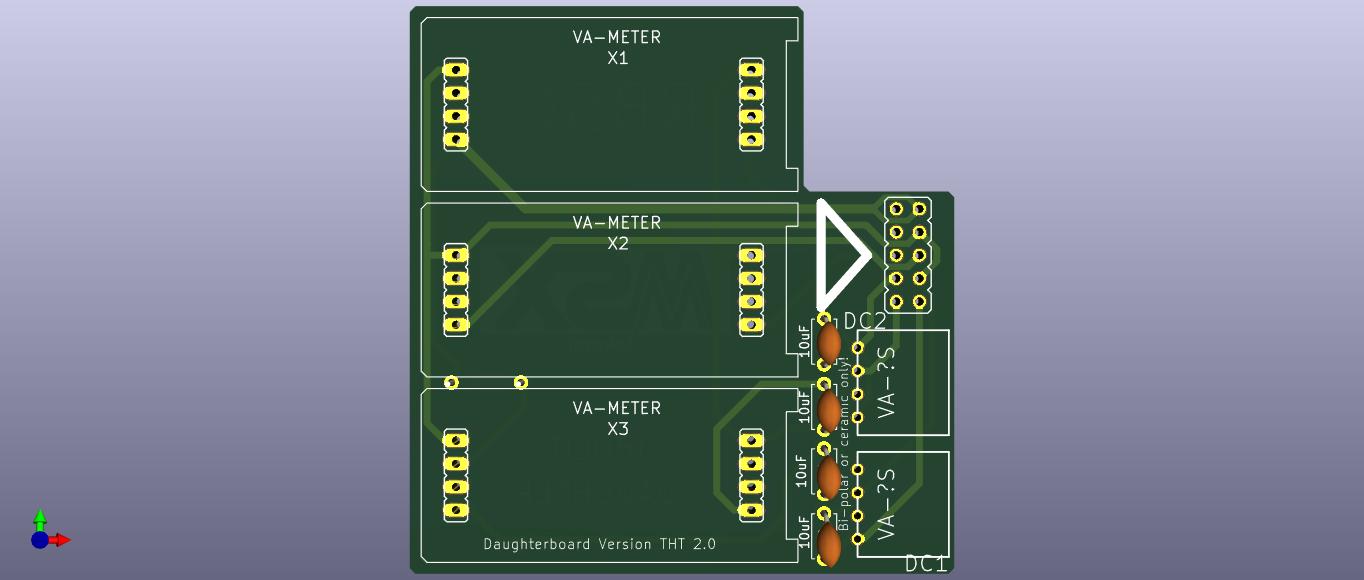 VA-METER
X1
VA-METER
X2
DC2
10uF
VA-?S
10uF
Bi-polar or ceramic only!
VA-METER
X3
10uF
VA-?S
10uF
Daughterboard Version THT 2.0
DC1